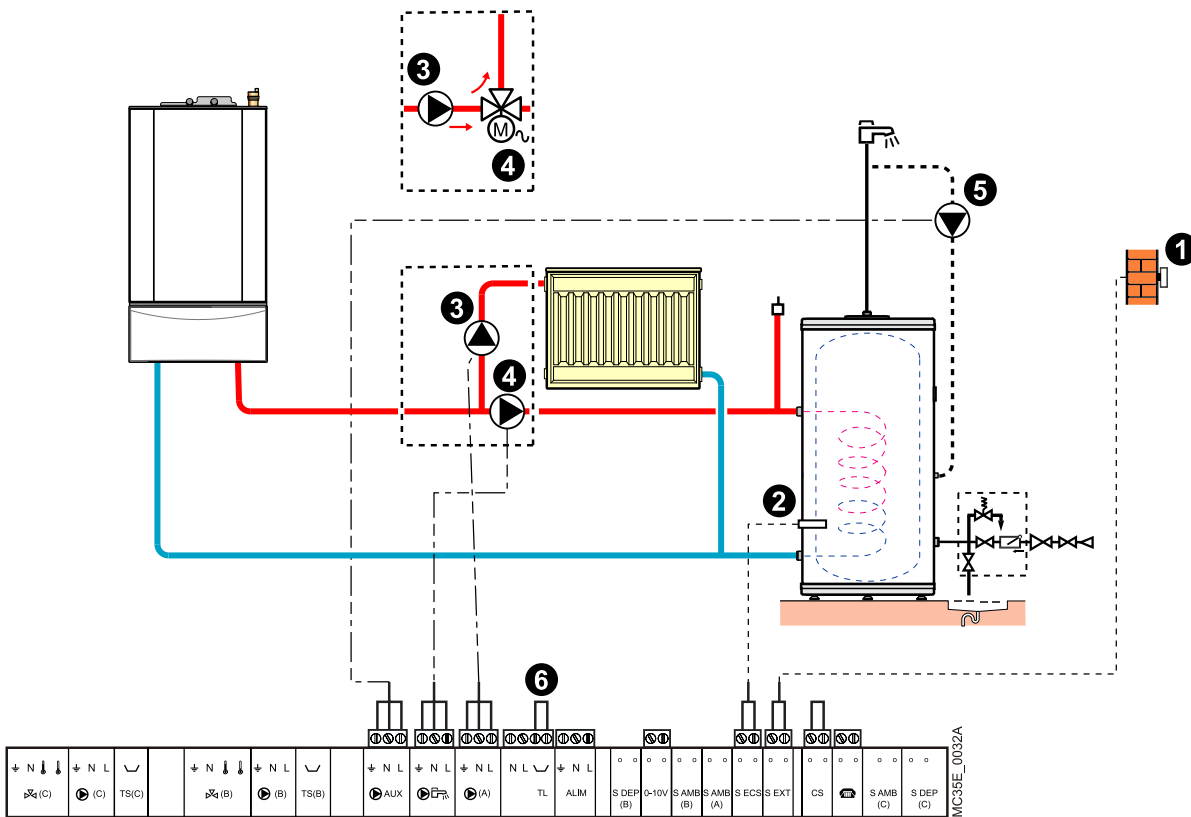 3
M
4
5
1
3
4
2
6
N
N L
N
N L
N L
N L
N L
N L
N L
(C)
(C)
TS(C)
(B)
(B)
TS(B)
AUX
(A)
TL
ALIM
S DEP
(B)
0-10V
S AMB
(B)
S AMB
(A)
S ECS
S EXT
CS
S AMB
(C)
S DEP
(C)
MC35E_0032A